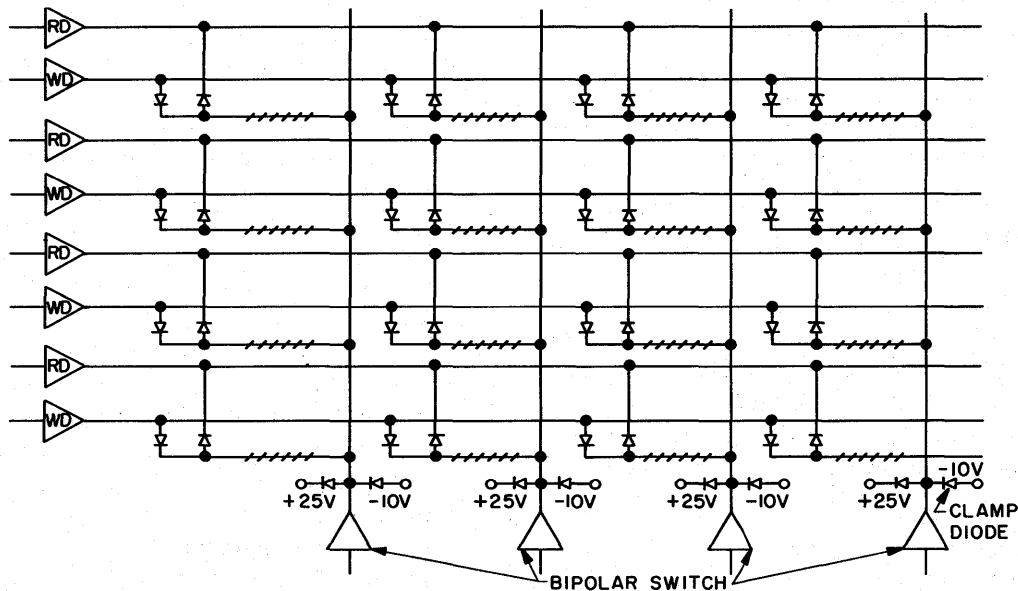 RD
WD
RD
WD
RD
WD
RD
WD
+25V -10V +25V -10V +25V -10V +25V -10V
CLAMP
DIODE
BIPOLAR SWITCH